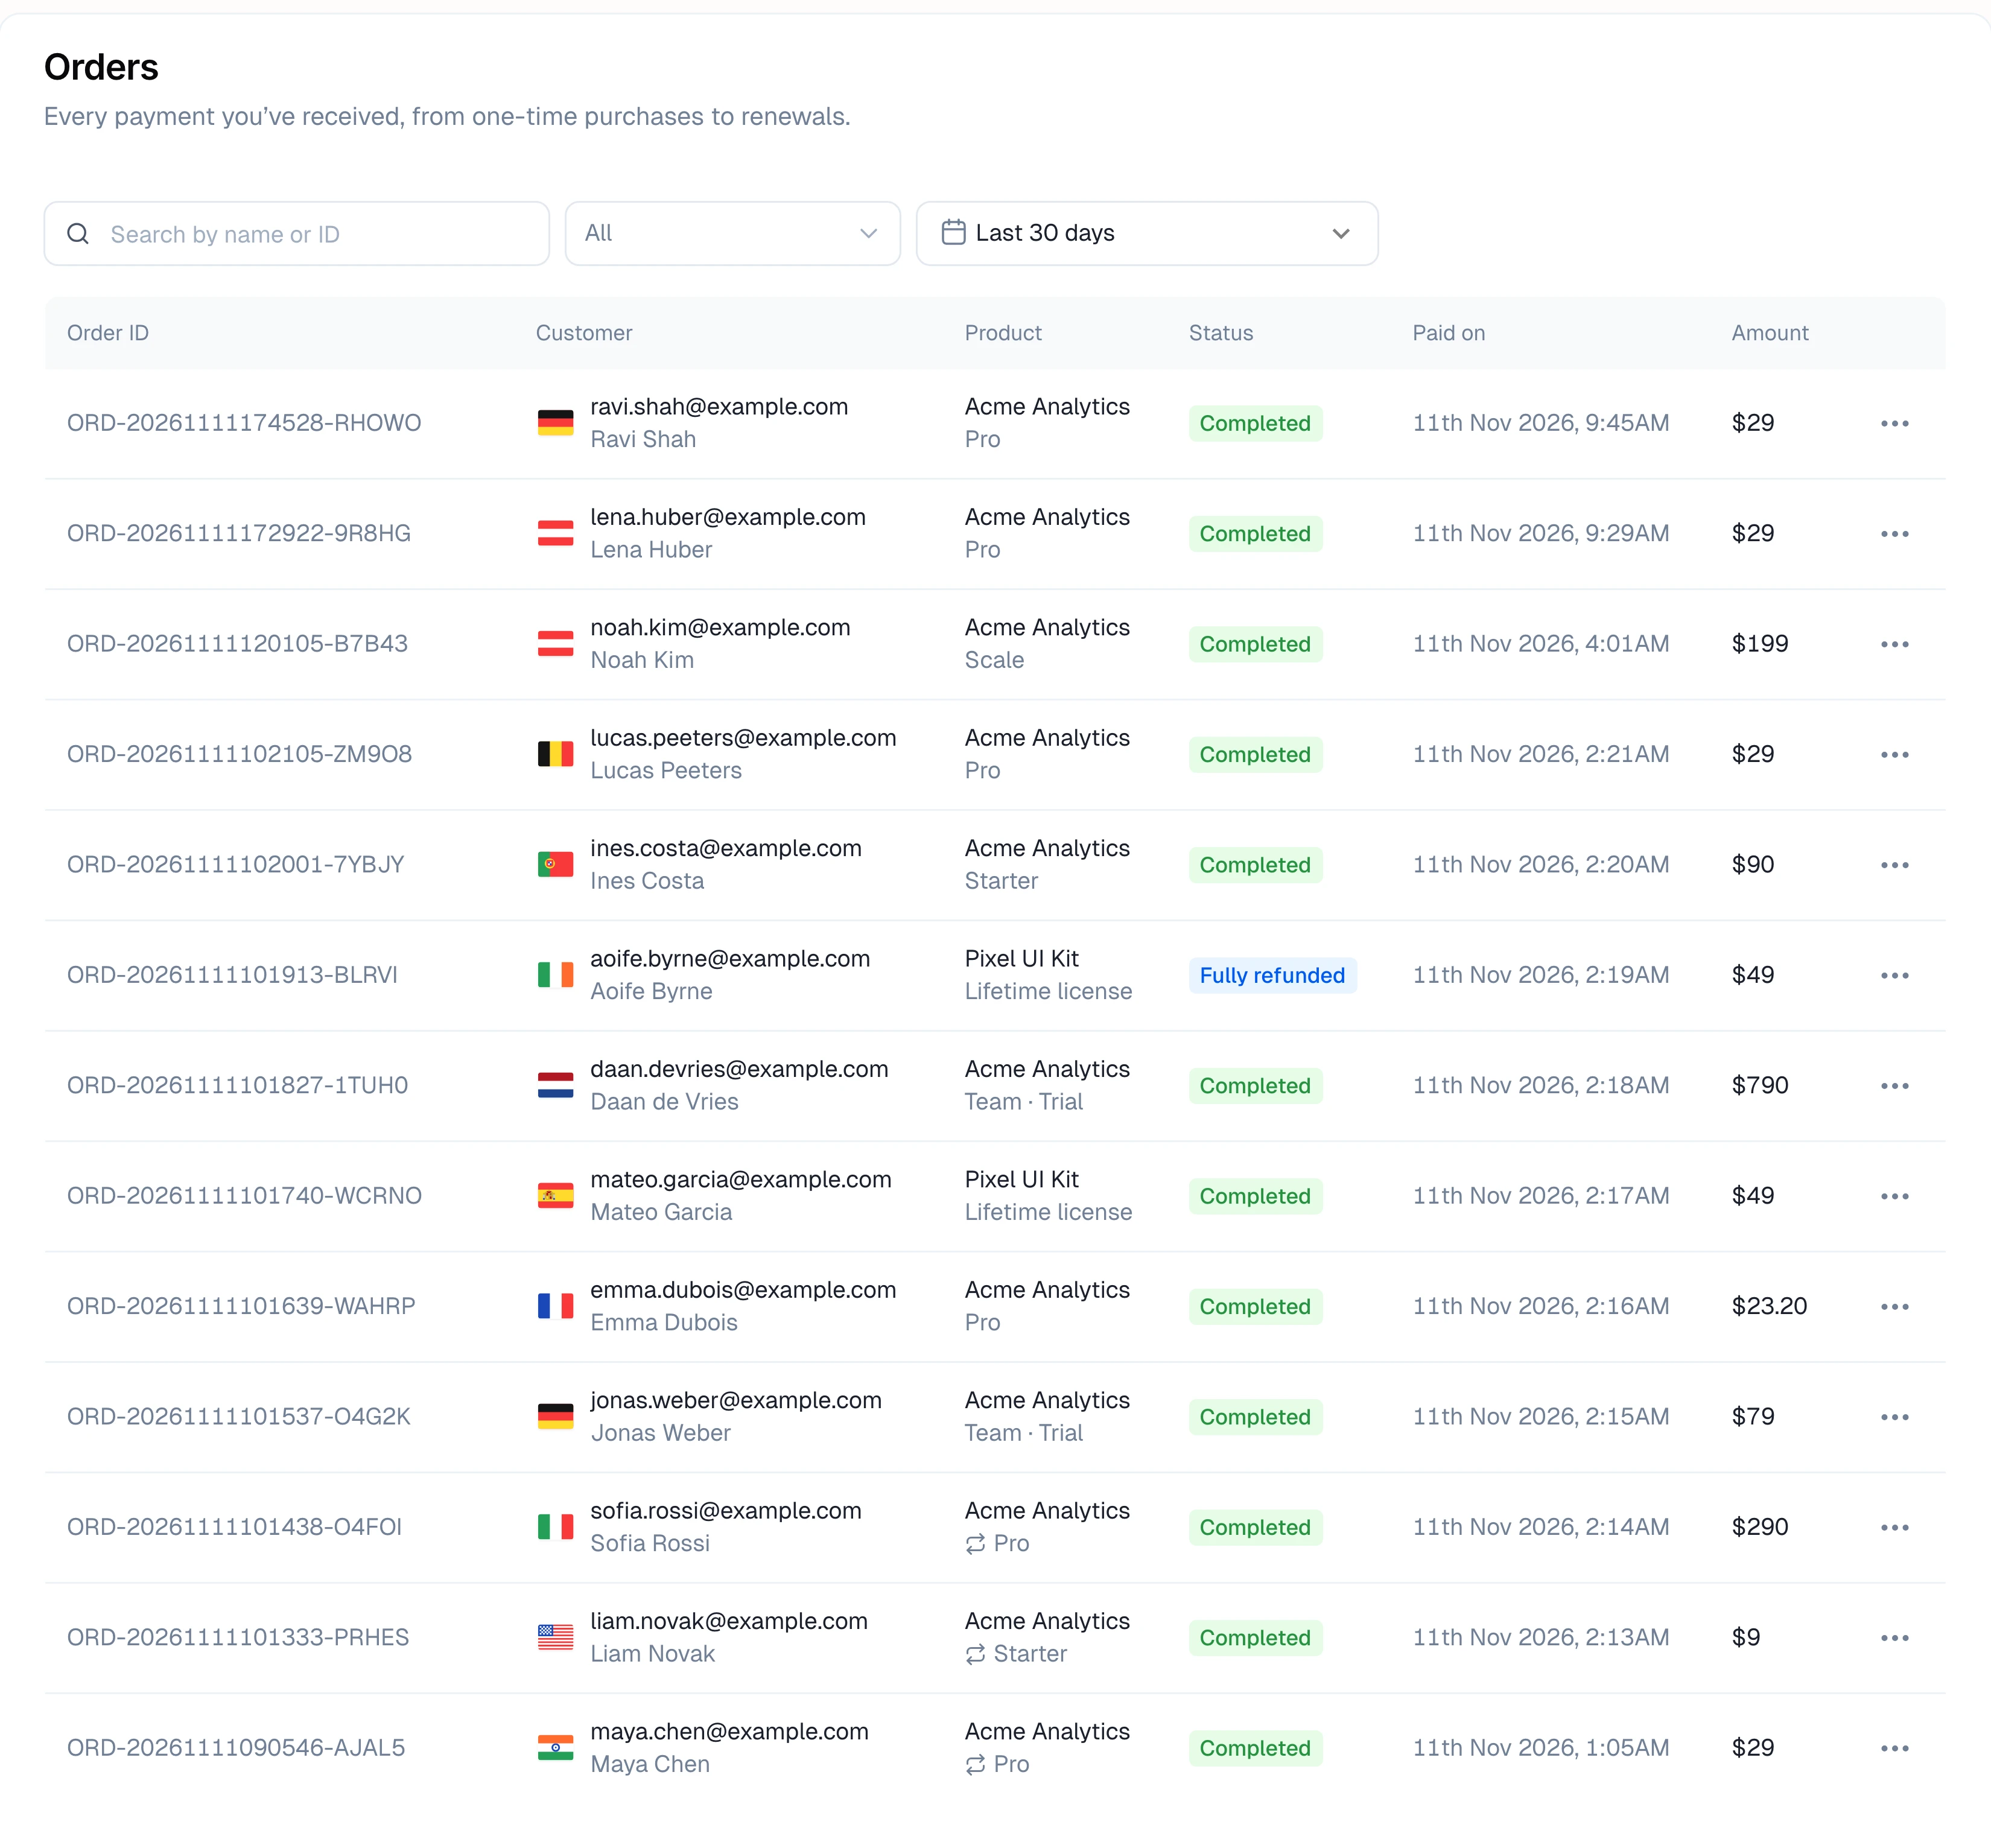 Orders
Every payment you’ve received, from one-time purchases to renewals.
Search by name or ID
All
Last 30 days
Order ID Customer Product Status Paid on Amount
ORD-20261111174528-RHOWO ravi.shah@example.com Acme Analytics Completed 11th Nov 2026, 9:45AM $29
Ravi Shah Pro
ORD-20261111172922-9R8HG lena.huber@example.com Acme Analytics Completed 11th Nov 2026, 9:29AM $29
Lena Huber Pro
ORD-20261111120105-B7B43 noah.kim@example.com Acme Analytics Completed 11th Nov 2026, 4:01AM $199
Noah Kim Scale
ORD-20261111102105-ZM9O8 lucas.peeters@example.com Acme Analytics Completed 11th Nov 2026, 2:21AM $29
Lucas Peeters Pro
ORD-20261111102001-7YBJY ines.costa@example.com Acme Analytics Completed 11th Nov 2026, 2:20AM $90
Ines Costa Starter
ORD-20261111101913-BLRVI aoife.byrne@example.com Pixel UI Kit Fully refunded 11th Nov 2026, 2:19AM $49
Aoife Byrne Lifetime license
ORD-20261111101827-1TUH0 daan.devries@example.com Acme Analytics Completed 11th Nov 2026, 2:18AM $790
Daan de Vries Team · Trial
ORD-20261111101740-WCRNO mateo.garcia@example.com Pixel UI Kit Completed 11th Nov 2026, 2:17AM $49
Mateo Garcia Lifetime license
ORD-20261111101639-WAHRP emma.dubois@example.com Acme Analytics Completed 11th Nov 2026, 2:16AM $23.20
Emma Dubois Pro
ORD-20261111101537-O4G2K jonas.weber@example.com Acme Analytics Completed 11th Nov 2026, 2:15AM $79
Jonas Weber Team · Trial
ORD-20261111101438-O4FOI sofia.rossi@example.com Acme Analytics Completed 11th Nov 2026, 2:14AM $290
Sofia Rossi Pro
ORD-20261111101333-PRHES liam.novak@example.com Acme Analytics Completed 11th Nov 2026, 2:13AM $9
Liam Novak Starter
ORD-20261111090546-AJAL5 maya.chen@example.com Acme Analytics Completed 11th Nov 2026, 1:05AM $29
Maya Chen Pro